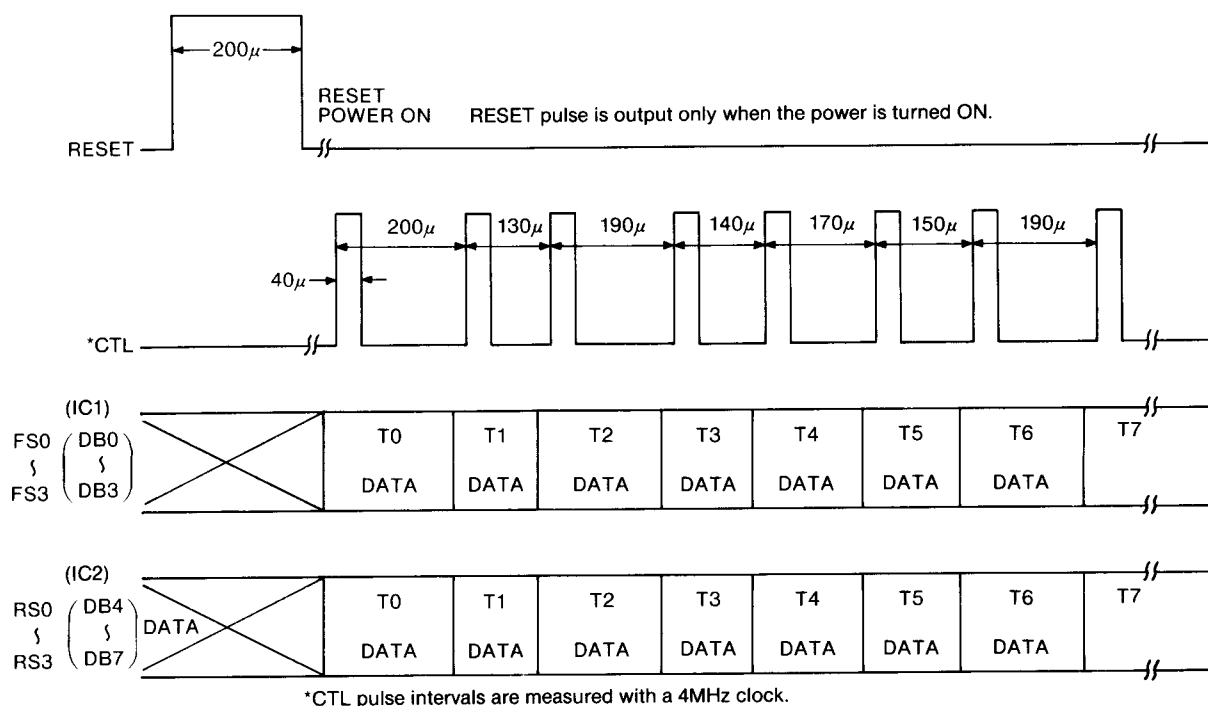 200μ
RESET
POWER ON RESET pulse is output only when the power is turned ON.
RESET
200μ 130μ 190μ 140μ 170μ 150μ 190μ
40μ
*CTL
(IC1)
FS0 (DB0 T0 T1 T2 T3 T4 T5 T6 T7
FS3 DB3) DATA DATA DATA DATA DATA DATA DATA
(IC2)
RS0 (DB4 T0 T1 T2 T3 T4 T5 T6 T7
DATA
RS3 DB7) DATA DATA DATA DATA DATA DATA DATA
*CTL pulse intervals are measured with a 4MHz clock.